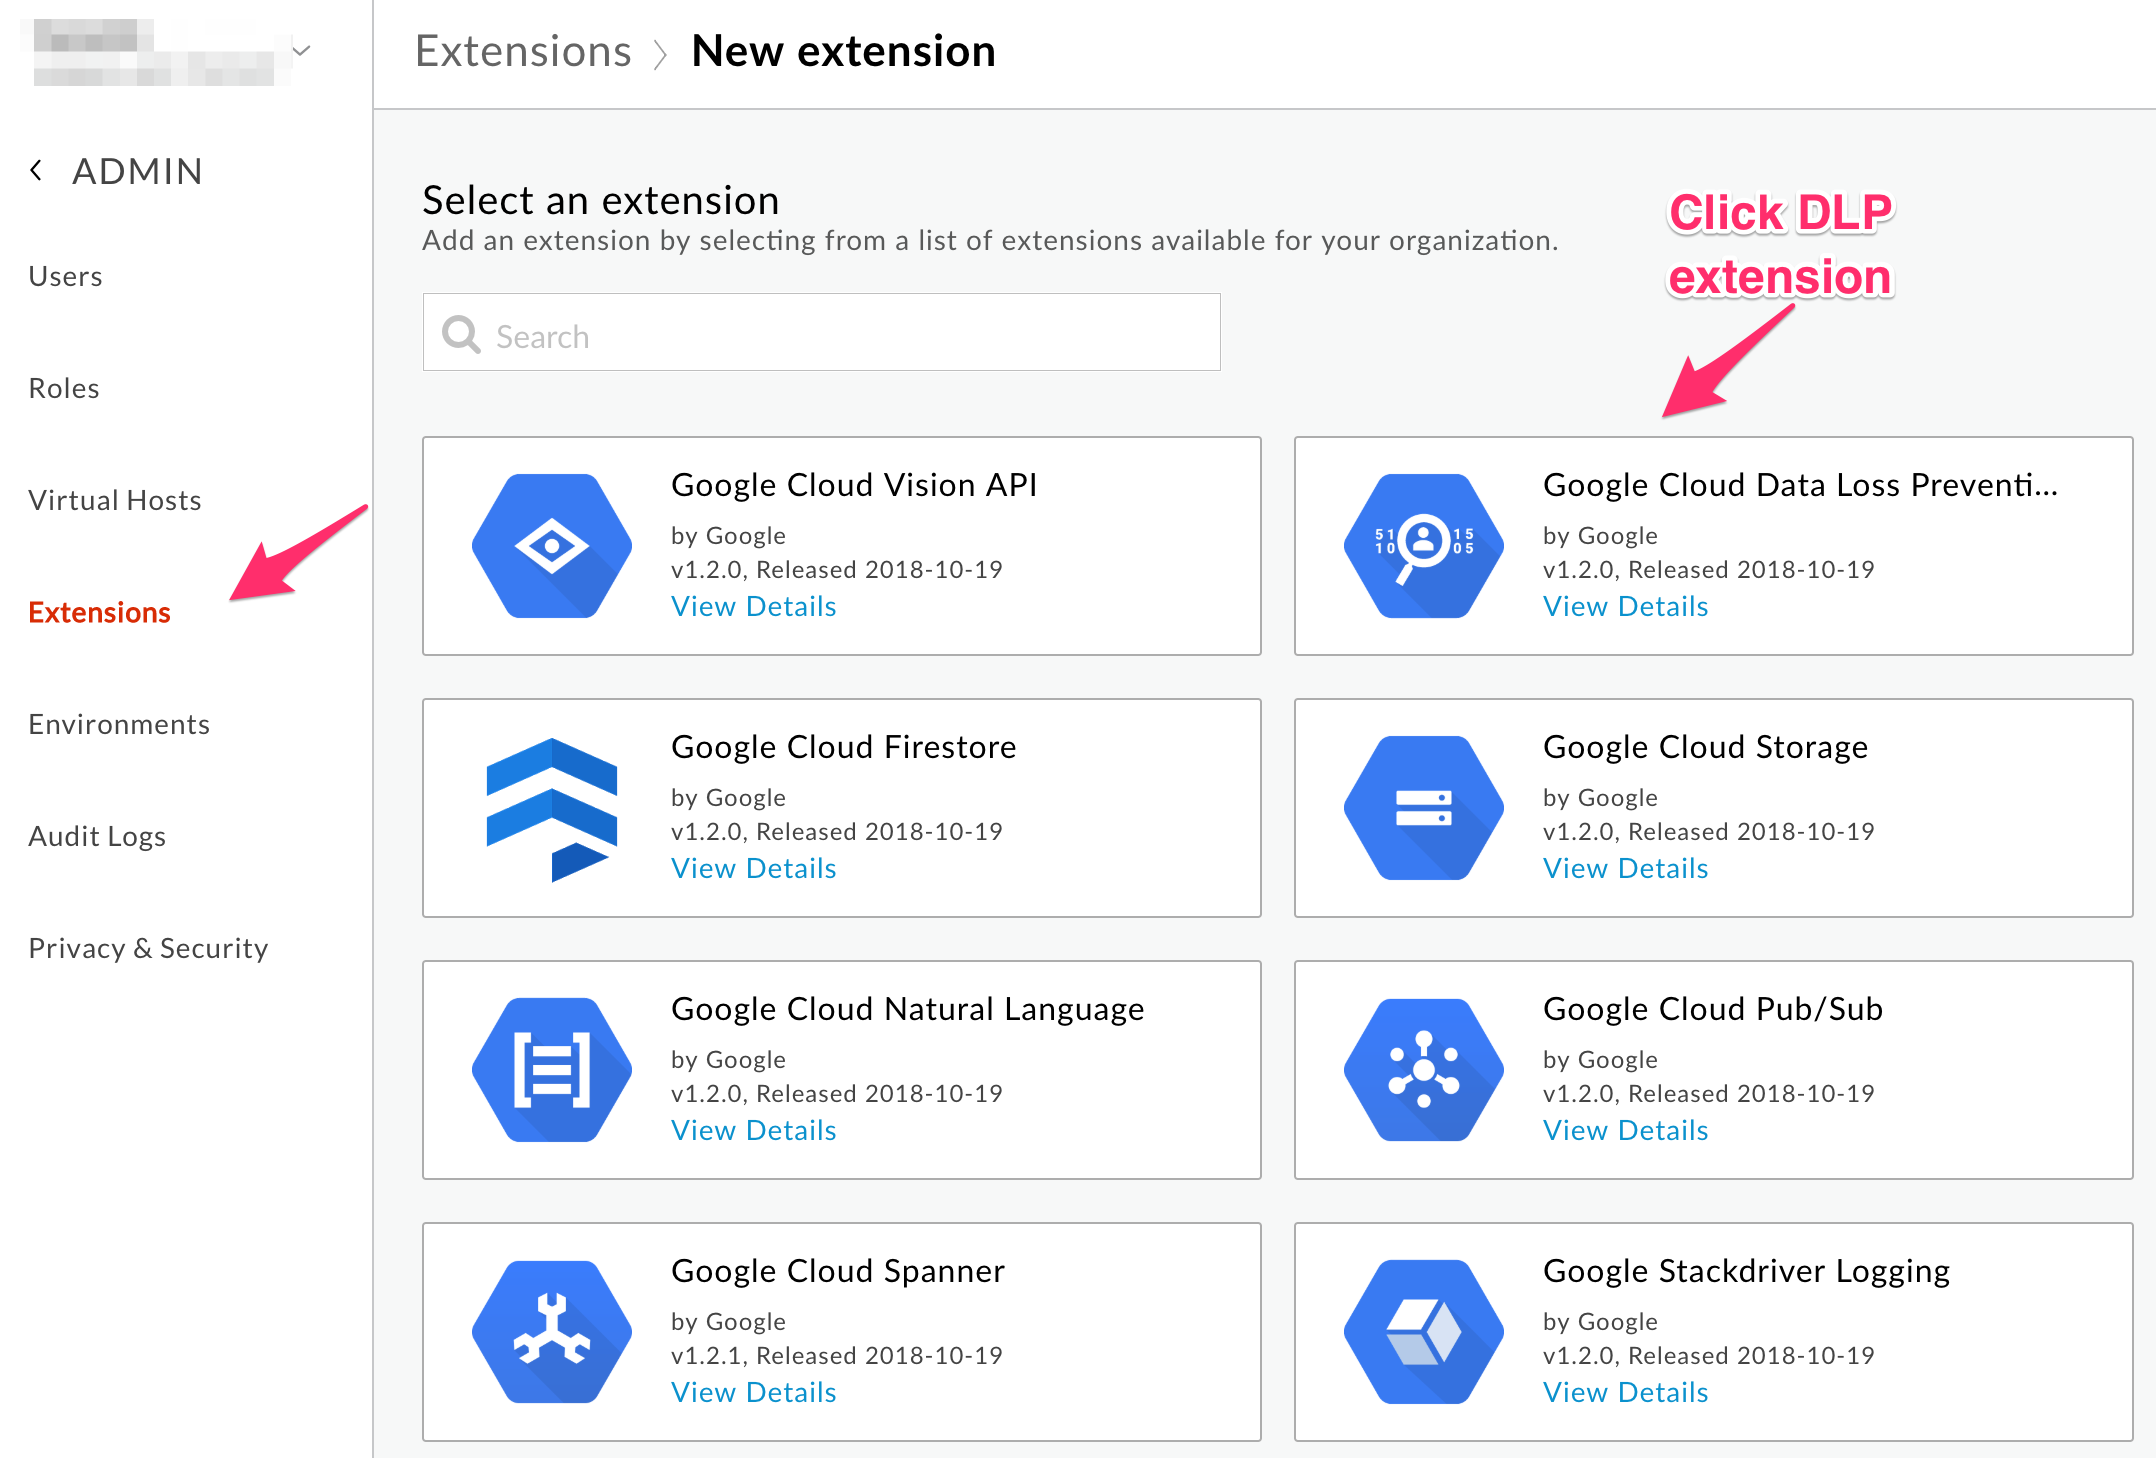 Extensions > New extension
ADMIN
Users
Roles
Virtual Hosts
Extensions
Environments
Audit Logs
Privacy & Security
Select an extension
Add an extension by selecting from a list of extensions available for your organization.
Search
Click DLP
extension
Google Cloud Vision API
by Google
v1.2.0, Released 2018-10-19
View Details
Google Cloud Data Loss Preventi...
51 15
10 05
by Google
v1.2.0, Released 2018-10-19
View Details
Google Cloud Firestore
by Google
v1.2.0, Released 2018-10-19
View Details
Google Cloud Storage
by Google
v1.2.0, Released 2018-10-19
View Details
Google Cloud Natural Language
by Google
v1.2.0, Released 2018-10-19
View Details
Google Cloud Pub/Sub
by Google
v1.2.0, Released 2018-10-19
View Details
Google Cloud Spanner
by Google
v1.2.1, Released 2018-10-19
View Details
Google Stackdriver Logging
by Google
v1.2.0, Released 2018-10-19
View Details